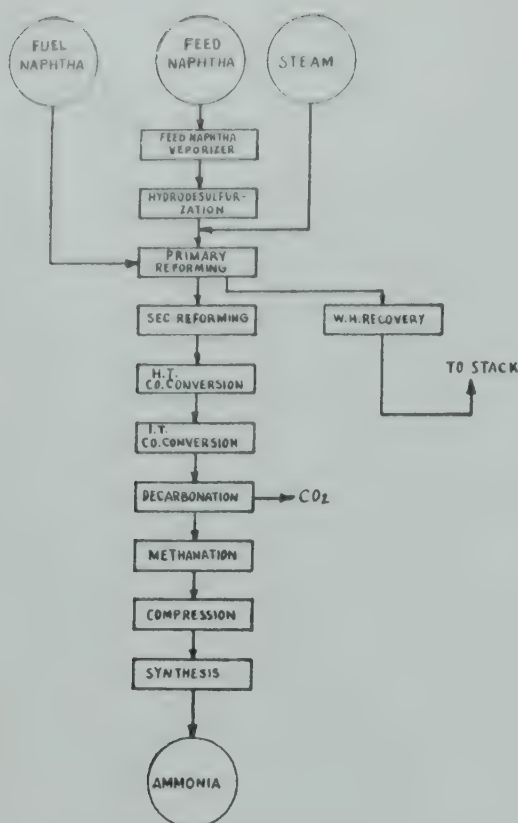 FUEL
NAPHTHA
FEED
NAPHTHA
STEAM
FEED NAPHTHA
VEPORIZER
HYDRODESULFUR-
ZATION
PRIMARY
REFORMING
SEC REFORMING
W.H.RECOVERY
TO STACK
H.T.
CO.CONVERSION
I.T.
CO.CONVERSION
DECARBONATION
CO₂
METHANATION
COMPRESSION
SYNTHESIS
AMMONIA